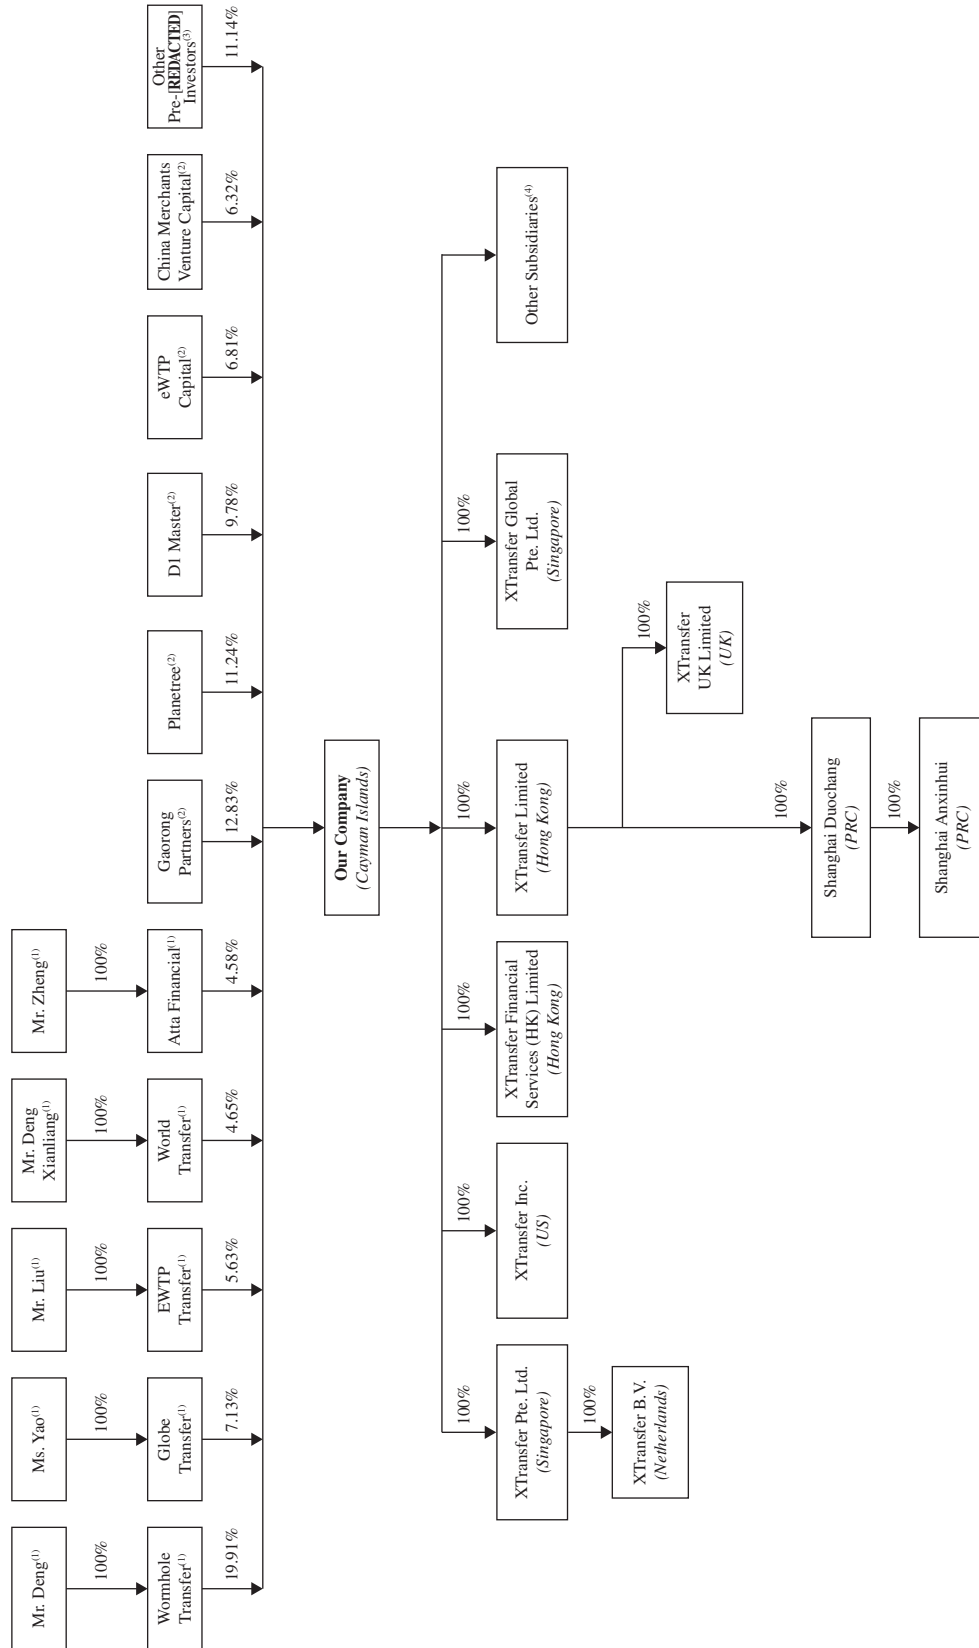 Mr. Deng(1)
Ms. Yao(1)
Mr. Liu(1)
Mr. Deng
Xianliang(1)
Mr. Zheng(1)
100%
100%
100%
100%
100%
Wormhole
Transfer(1)
Globe
Transfer(1)
EWTP
Transfer(1)
World
Transfer(1)
Atta Financial(1)
Gaorong
Partners(2)
Planetree(2)
D1 Master(2)
eWTP
Capital(2)
China Merchants
Venture Capital(2)
Other
Pre-[REDACTED]
Investors(3)
19.91%
7.13%
5.63%
4.65%
4.58%
12.83%
11.24%
9.78%
6.81%
6.32%
11.14%
Our Company
(Cayman Islands)
100%
100%
100%
100%
100%
XTransfer Pte. Ltd.
(Singapore)
XTransfer Inc.
(US)
XTransfer Financial
Services (HK) Limited
(Hong Kong)
XTransfer Limited
(Hong Kong)
XTransfer Global
Pte. Ltd.
(Singapore)
Other Subsidiaries(4)
100%
XTransfer B.V.
(Netherlands)
100%
XTransfer
UK Limited
(UK)
100%
Shanghai Duochang
(PRC)
100%
Shanghai Anxinhui
(PRC)